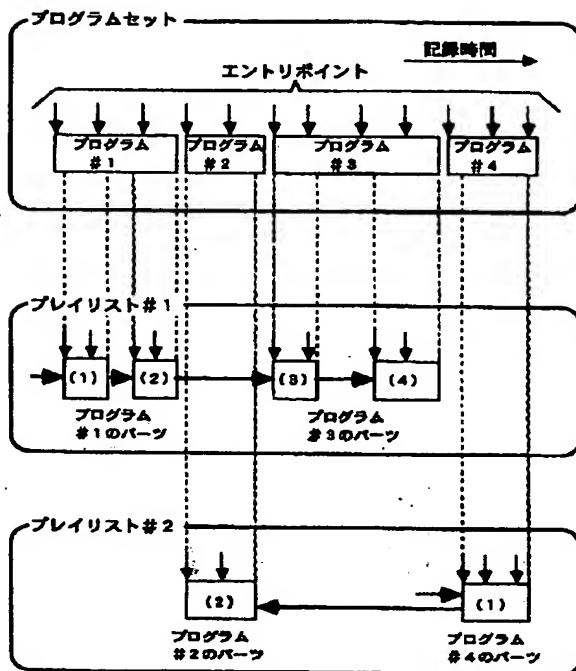 プログラムセット
記録時間
エントリポイント
プログラム
#1
プログラム
#2
プログラム
#3
プログラム
#4
プレイリスト#1
(1)
(2)
(3)
(4)
プログラム
#1のパーツ
プログラム
#3のパーツ
プレイリスト#2
(2)
(1)
プログラム
#2のパーツ
プログラム
#4のパーツ